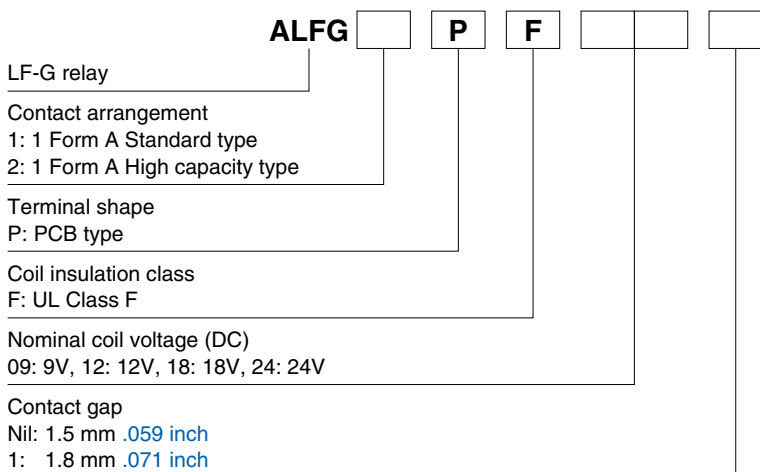 ALFG P F
LF-G relay
Contact arrangement
1: 1 Form A Standard type
2: 1 Form A High capacity type
Terminal shape
P: PCB type
Coil insulation class
F: UL Class F
Nominal coil voltage (DC)
09: 9V, 12: 12V, 18: 18V, 24: 24V
Contact gap
Nil: 1.5 mm .059 inch
1: 1.8 mm .071 inch